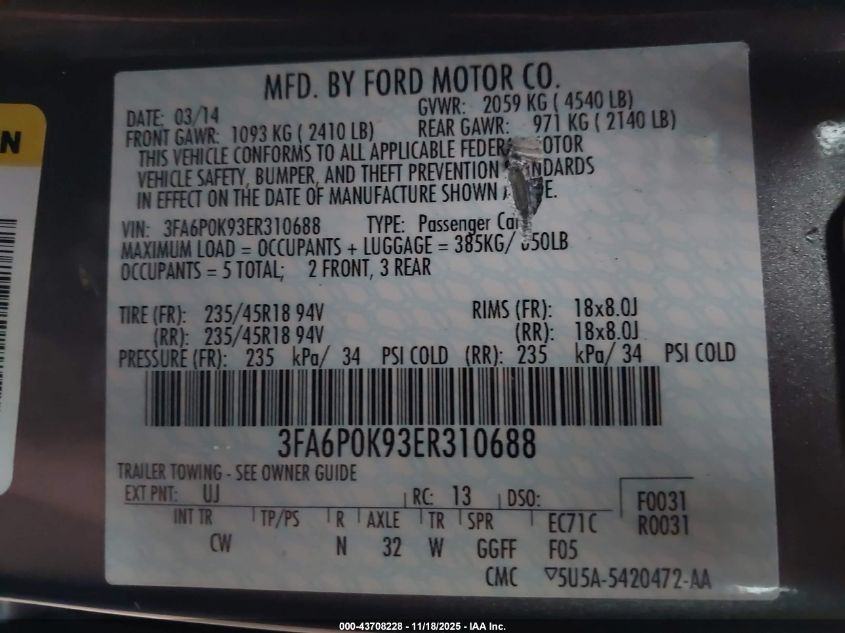 MFD. BY FORD MOTOR CO.
DATE: 03/14 GVWR: 2059 KG ( 4540 LB)
FRONT GAWR: 1093 KG ( 2410 LB) REAR GAWR: 971 KG ( 2140 LB)
THIS VEHICLE CONFORMS TO ALL APPLICABLE
VEHICLE SAFETY, BUMPER, AND THEFT PREVENTION
IN EFFECT ON THE DATE OF MANUFACTURE SHOWN
VIN: 3FA6P0K93ER310688 TYPE: Passenger
MAXIMUM LOAD = OCCUPANTS + LUGGAGE = 385KG/
OCCUPANTS = 5 TOTAL; 2 FRONT, 3 REAR
TIRE (FR): 235/45R18 94V RIMS (FR): 18x8.0J
(RR): 235/45R18 94V (RR): 18x8.0J
PRESSURE (FR): 235 kPa/ 34 PSI COLD (RR): 235 kPa/ 34 PSI COLD
3FA6P0K93ER310688
TRAILER TOWING - SEE OWNER GUIDE
EXT PNT: UJ RC: 13 DSO: F0031
INT TR TP/PS R AXLE TR SPR EC71C R0031
CW N 32 W GGFF F05
CMC ▽5U5A-5420472-AA
000-43708228 - 11/18/2025 - IAA Inc.